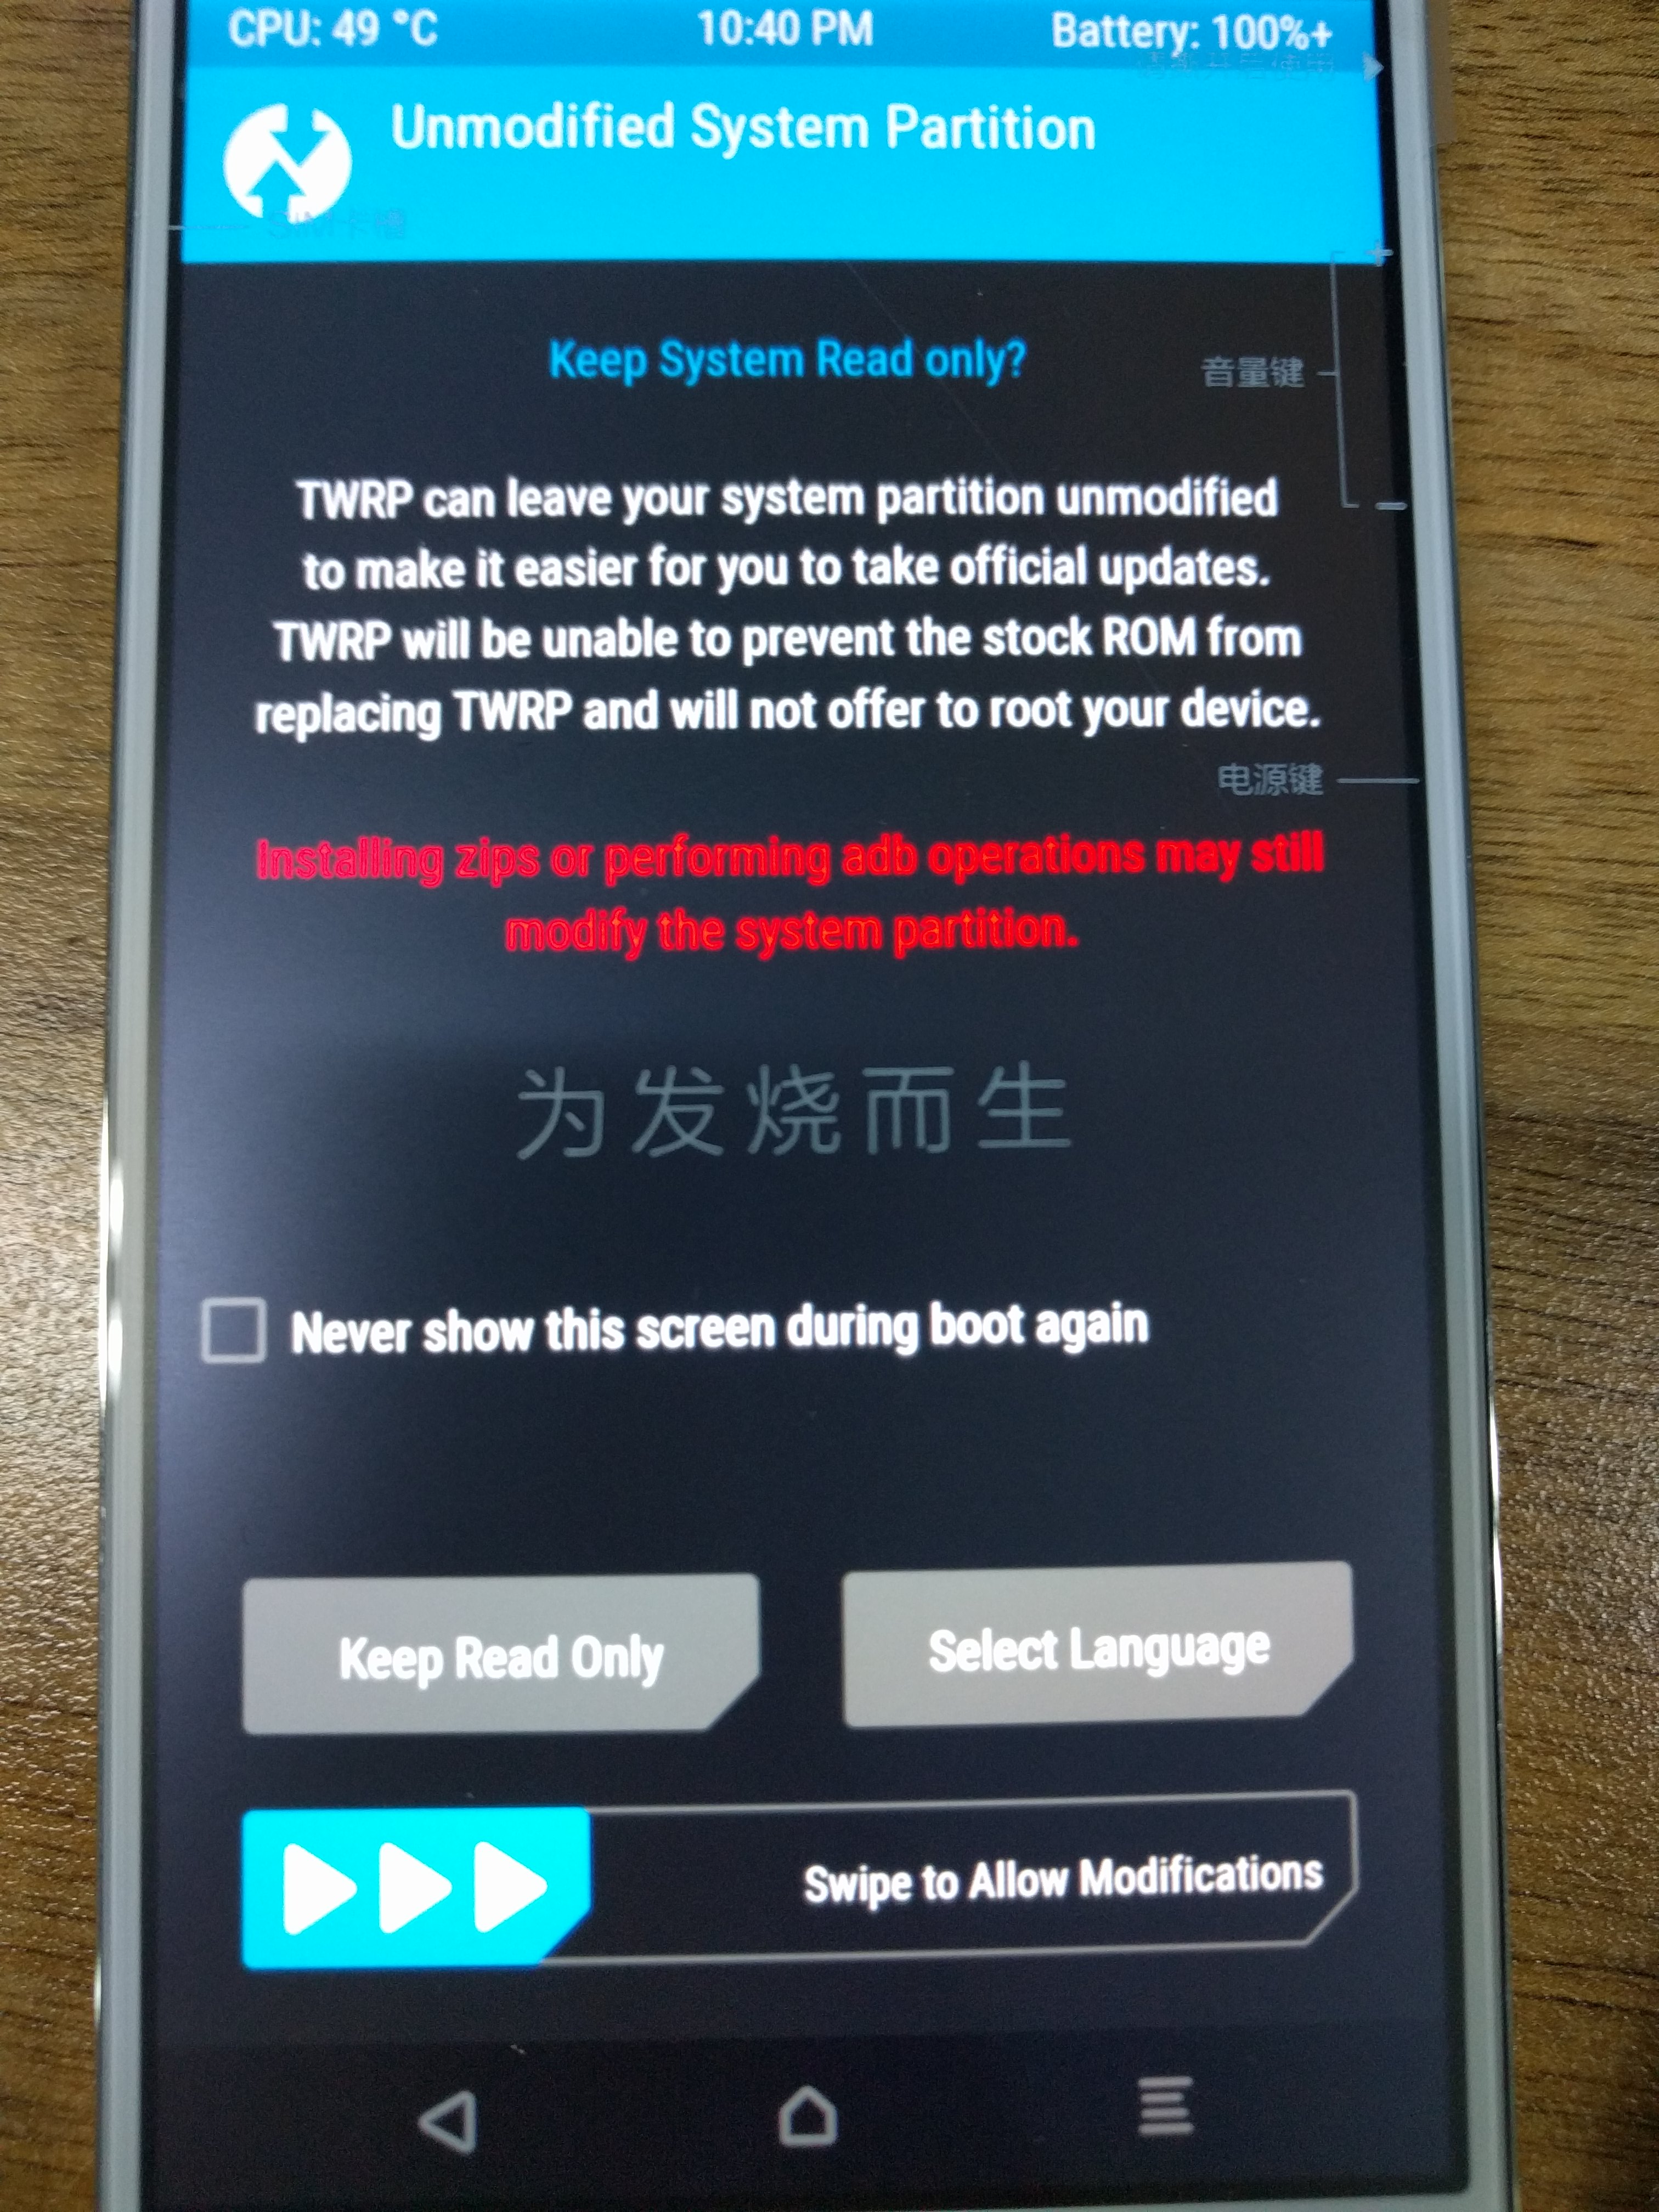 CPU: 49 °C 10:40 PM Battery: 100%+
Unmodified System Partition
SIM卡槽
Keep System Read only?
音量键
TWRP can leave your system partition unmodified
to make it easier for you to take official updates.
TWRP will be unable to prevent the stock ROM from
replacing TWRP and will not offer to root your device.
电源键
Installing zips or performing adb operations may still
modify the system partition.
为发烧而生
Never show this screen during boot again
Keep Read Only
Select Language
Swipe to Allow Modifications